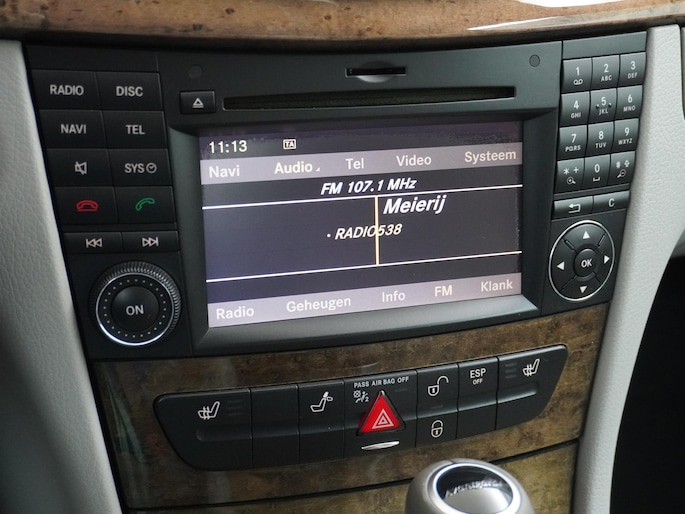 RADIO DISC
NAVI TEL
SYS
ON
11:13 TA
Navi Audio Tel Video Systeem
FM 107.1 MHz
Meierij
• RADIO538
Radio Geheugen Info FM Klank
1 2 ABC 3 DEF
4 GHI 5 JKL 6 MNO
7 PQRS 8 TUV 9 WXYZ
* + 0 #
C
OK
PASS AIR BAG OFF
ESP
OFF